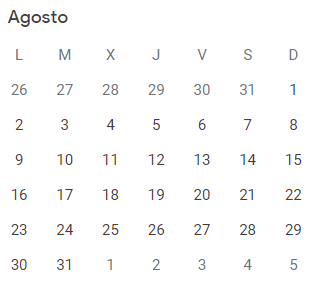 Agosto
L M X J V S D
26 27 28 29 30 31 1
2 3 4 5 6 7 8
9 10 11 12 13 14 15
16 17 18 19 20 21 22
23 24 25 26 27 28 29
30 31 1 2 3 4 5